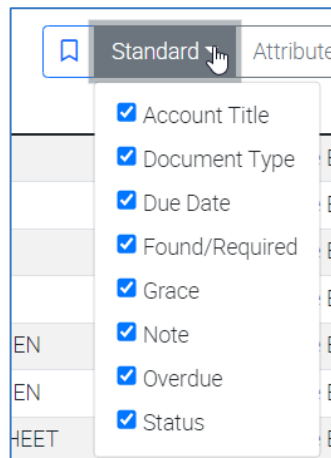 Standard Attribute
Account Title
Document Type
Due Date
Found/Required
Grace
Note
EN
Overdue
EN
Status
HEET